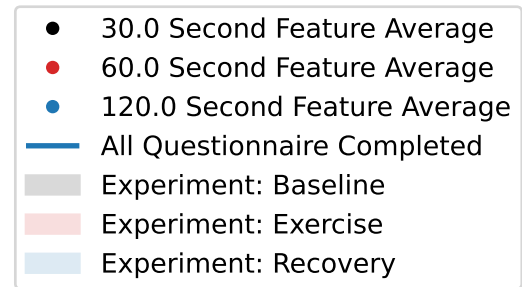 30.0 Second Feature Average
60.0 Second Feature Average
120.0 Second Feature Average
All Questionnaire Completed
Experiment: Baseline
Experiment: Exercise
Experiment: Recovery